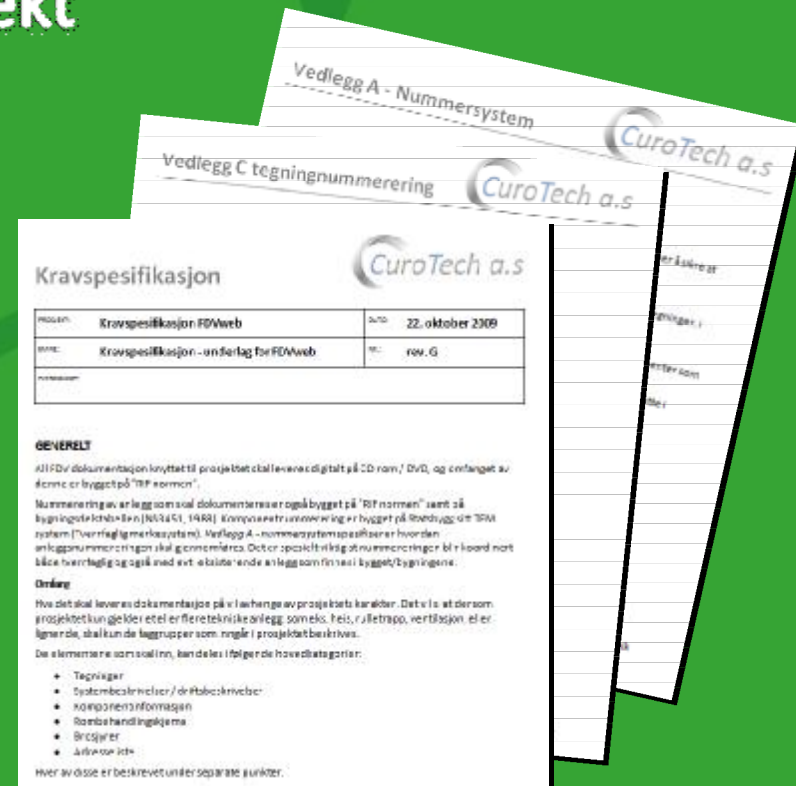 Vedlegg A - Nummersystem
CuroTech a.s
Vedlegg C tegningnummerering
CuroTech a.s
Kravspesifikasjon
CuroTech a.s
Kravspesifikasjon FDVweb
DATO:
22. oktober 2009
Kravspesifikasjon - underlag for FDVweb
rev. G
GENERELT
All FDV dokumentasjon knyttet til prosjektet skal leveres digitalt på CD rom / DVD, og omfanget av
denne er bygget på "RIF normen".
Nummerering av anlegg som skal dokumenteres er også bygget på "RIF normen" samt på
bygningsdelstabellen (NS3451, 1988). Komponentnummerering er bygget på Statsbygg sitt TFM
system (Tverrfaglig merkesystem). Vedlegg A - nummersystem spesifiserer hvordan
anleggsnummereringen skal gjennomføres. Det er spesielt viktig at nummereringen blir koordinert
både tverrfaglig og også med evt. eksisterende anlegg som finnes i bygget/bygningene.
Omfang
Hva det skal leveres dokumentasjon på vil avhenge av prosjektets karakter. Det vil si at dersom
prosjektet kun gjelder et eller flere tekniske anlegg som eks. heis, rulletrapp, ventilasjon, el er
lignende, skal kun de faggrupper som inngår i prosjektet beskrives.
De elementene som skal inn, kan deles i følgende hovedkategorier:
Tegninger
Systembeskrivelser / driftsbeskrivelser
Komponentinformasjon
Rombehandlingskjema
Brosjyrer
Adresseliste
Hver av disse er beskrevet under separate punkter.